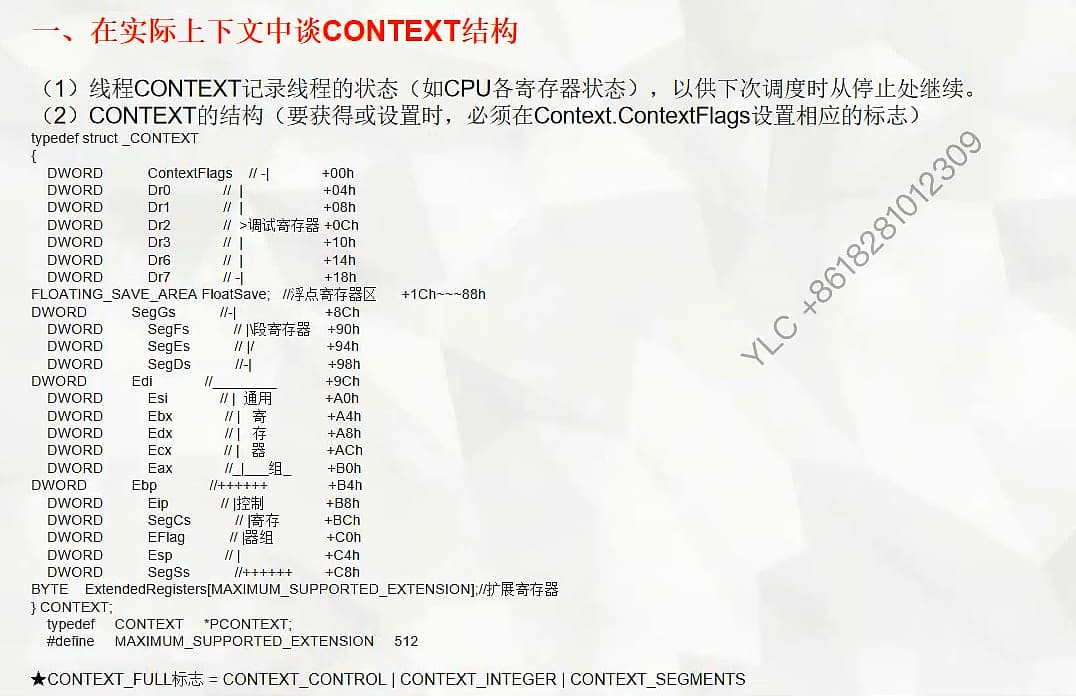 一、在实际上下文中谈CONTEXT结构
（1）线程CONTEXT记录线程的状态（如CPU各寄存器状态），以供下次调度时从停止处继续。
（2）CONTEXT的结构（要获得或设置时，必须在Context.ContextFlags设置相应的标志）
typedef struct _CONTEXT
{
DWORD ContextFlags // -| +00h
DWORD Dr0 // | +04h
DWORD Dr1 // | +08h
DWORD Dr2 // >调试寄存器 +0Ch
DWORD Dr3 // | +10h
DWORD Dr6 // | +14h
DWORD Dr7 // -| +18h
FLOATING_SAVE_AREA FloatSave; //浮点寄存器区 +1Ch~~~88h
DWORD SegGs //-| +8Ch
DWORD SegFs // |\段寄存器 +90h
DWORD SegEs // |/ +94h
DWORD SegDs //-| +98h
DWORD Edi //________ +9Ch
DWORD Esi // | 通用 +A0h
DWORD Ebx // | 寄 +A4h
DWORD Edx // | 存 +A8h
DWORD Ecx // | 器 +ACh
DWORD Eax //_|___组_ +B0h
DWORD Ebp //++++++ +B4h
DWORD Eip // |控制 +B8h
DWORD SegCs // |寄存 +BCh
DWORD EFlag // |器组 +C0h
DWORD Esp // | +C4h
DWORD SegSs //++++++ +C8h
BYTE ExtendedRegisters[MAXIMUM_SUPPORTED_EXTENSION];//扩展寄存器
} CONTEXT;
typedef CONTEXT *PCONTEXT;
#define MAXIMUM_SUPPORTED_EXTENSION 512
★CONTEXT_FULL标志 = CONTEXT_CONTROL | CONTEXT_INTEGER | CONTEXT_SEGMENTS
YLC +8618281012309